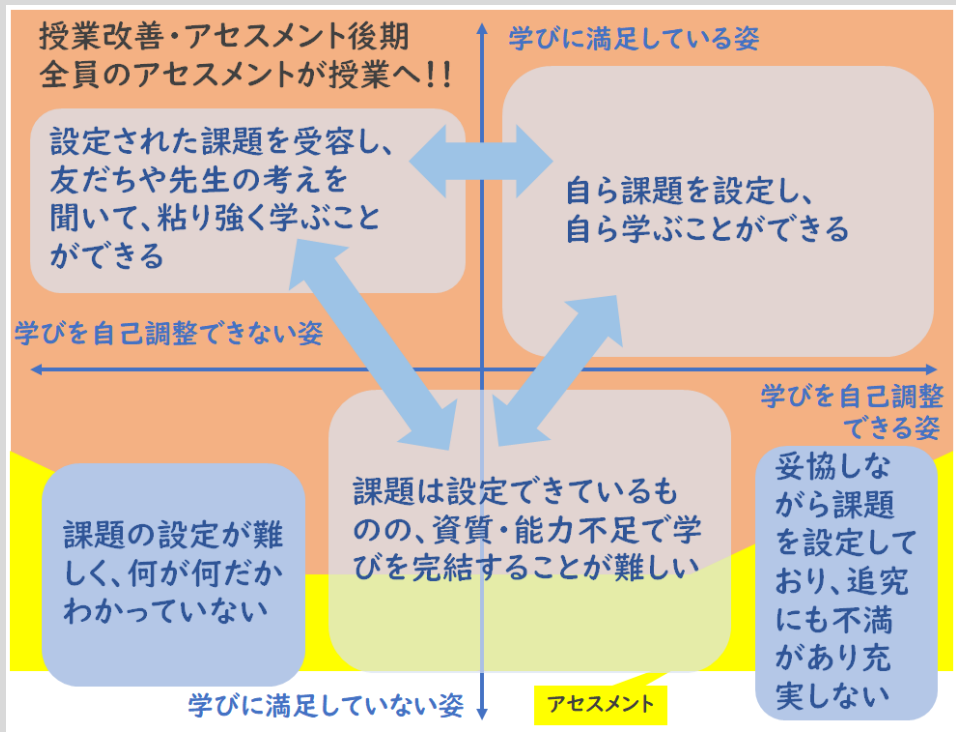 授業改善・アセスメント後期
全員のアセスメントが授業へ!!
学びに満足している姿
設定された課題を受容し、
友だちや先生の考えを
聞いて、粘り強く学ぶこと
ができる
自ら課題を設定し、
自ら学ぶことができる
学びを自己調整できない姿
学びを自己調整
できる姿
課題の設定が難
しく、何が何だか
わかっていない
課題は設定できているも
のの、資質・能力不足で学
びを完結することが難しい
妥協しな
がら課題
を設定して
おり、追究
にも不満
があり充
実しない
学びに満足していない姿
アセスメント